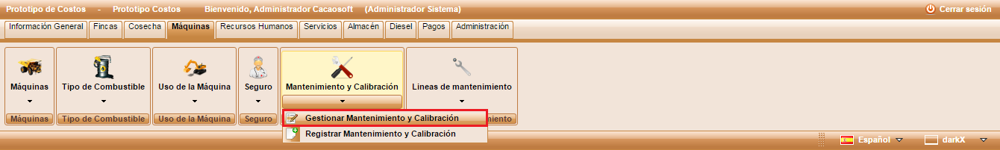 Prototipo de Costos - Prototipo Costos Bienvenido, Administrador Cacaosoft (Administrador Sistema) Cerrar sesión
Información General Fincas Cosecha Máquinas Recursos Humanos Servicios Almacén Diesel Pagos Administración
Máquinas Tipo de Combustible Uso de la Máquina Seguro Mantenimiento y Calibración Lineas de mantenimiento
Máquinas Tipo de Combustible Uso de la Máquina Seguro
Gestionar Mantenimiento y Calibración
Registrar Mantenimiento y Calibración
Español darkX